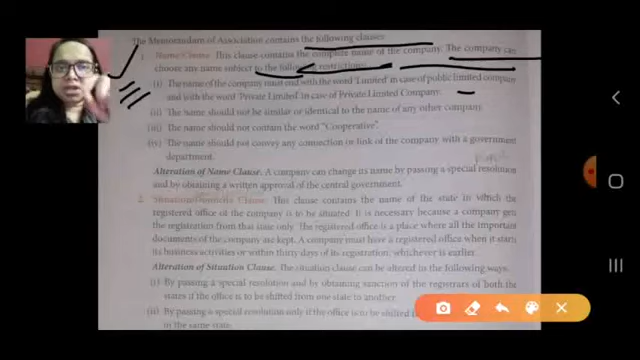 The Memorandum of Association contains the following clauses:
1. Name Clause: This clause contains the complete name of the company. The company can
choose any name subject to the following restrictions:
(i) The name of the company must end with the word 'Limited' in case of public limited company
and with the word 'Private Limited' in case of Private Limited Company.
(ii) The name should not be similar or identical to the name of any other company.
(iii) The name should not contain the word "Cooperative".
(iv) The name should not convey any connection or link of the company with a government
department.
Alteration of Name Clause: A company can change its name by passing a special resolution
and by obtaining a written approval of the central government.
2. Situation/Domicile Clause: This clause contains the name of the state in which the
registered office of the company is to be situated. It is necessary because a company gets
the registration from that state only. The registered office is a place where all the important
documents of the company are kept. A company must have a registered office when it starts
its business activities or within thirty days of its registration, whichever is earlier.
Alteration of Situation Clause: The situation clause can be altered in the following ways:
(i) By passing a special resolution and by obtaining sanction of the registrars of both the
states if the office is to be shifted from one state to another.
(ii) By passing a special resolution only if the office is to be shifted
in the same state.